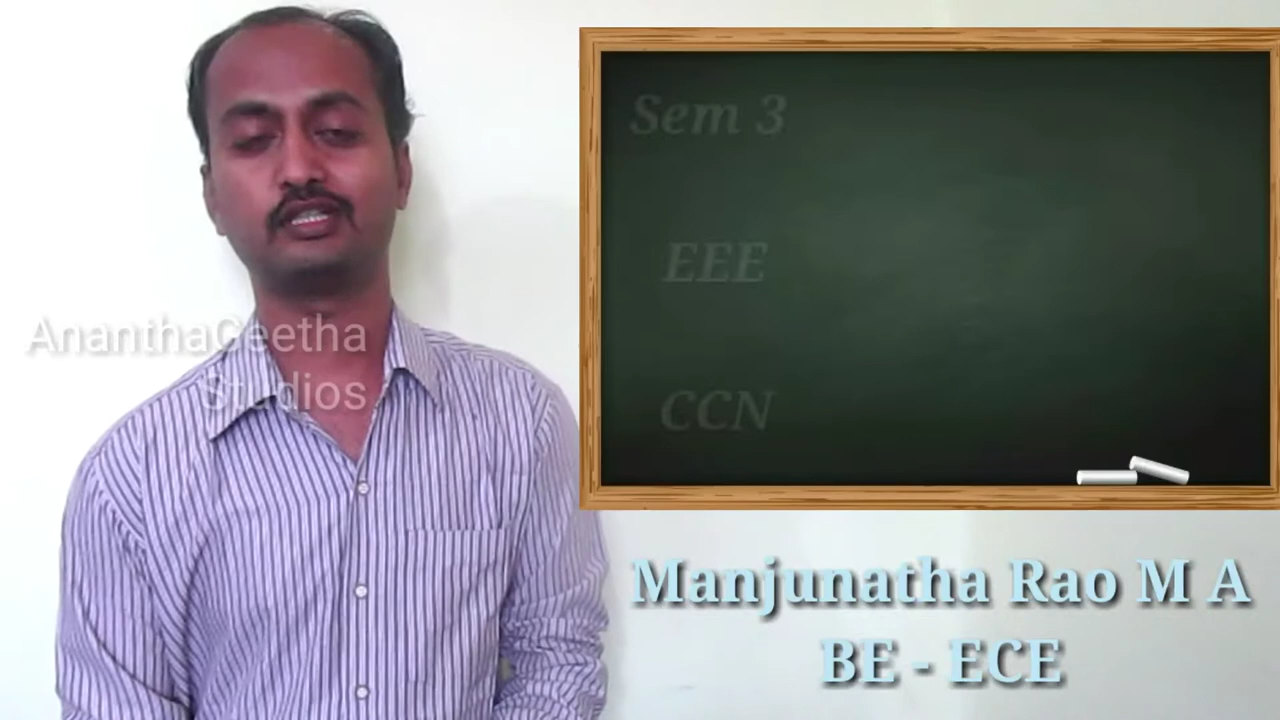 AnanthaGeetha
Studios
Sem 3
EEE
CCN
Manjunatha Rao M A
BE - ECE